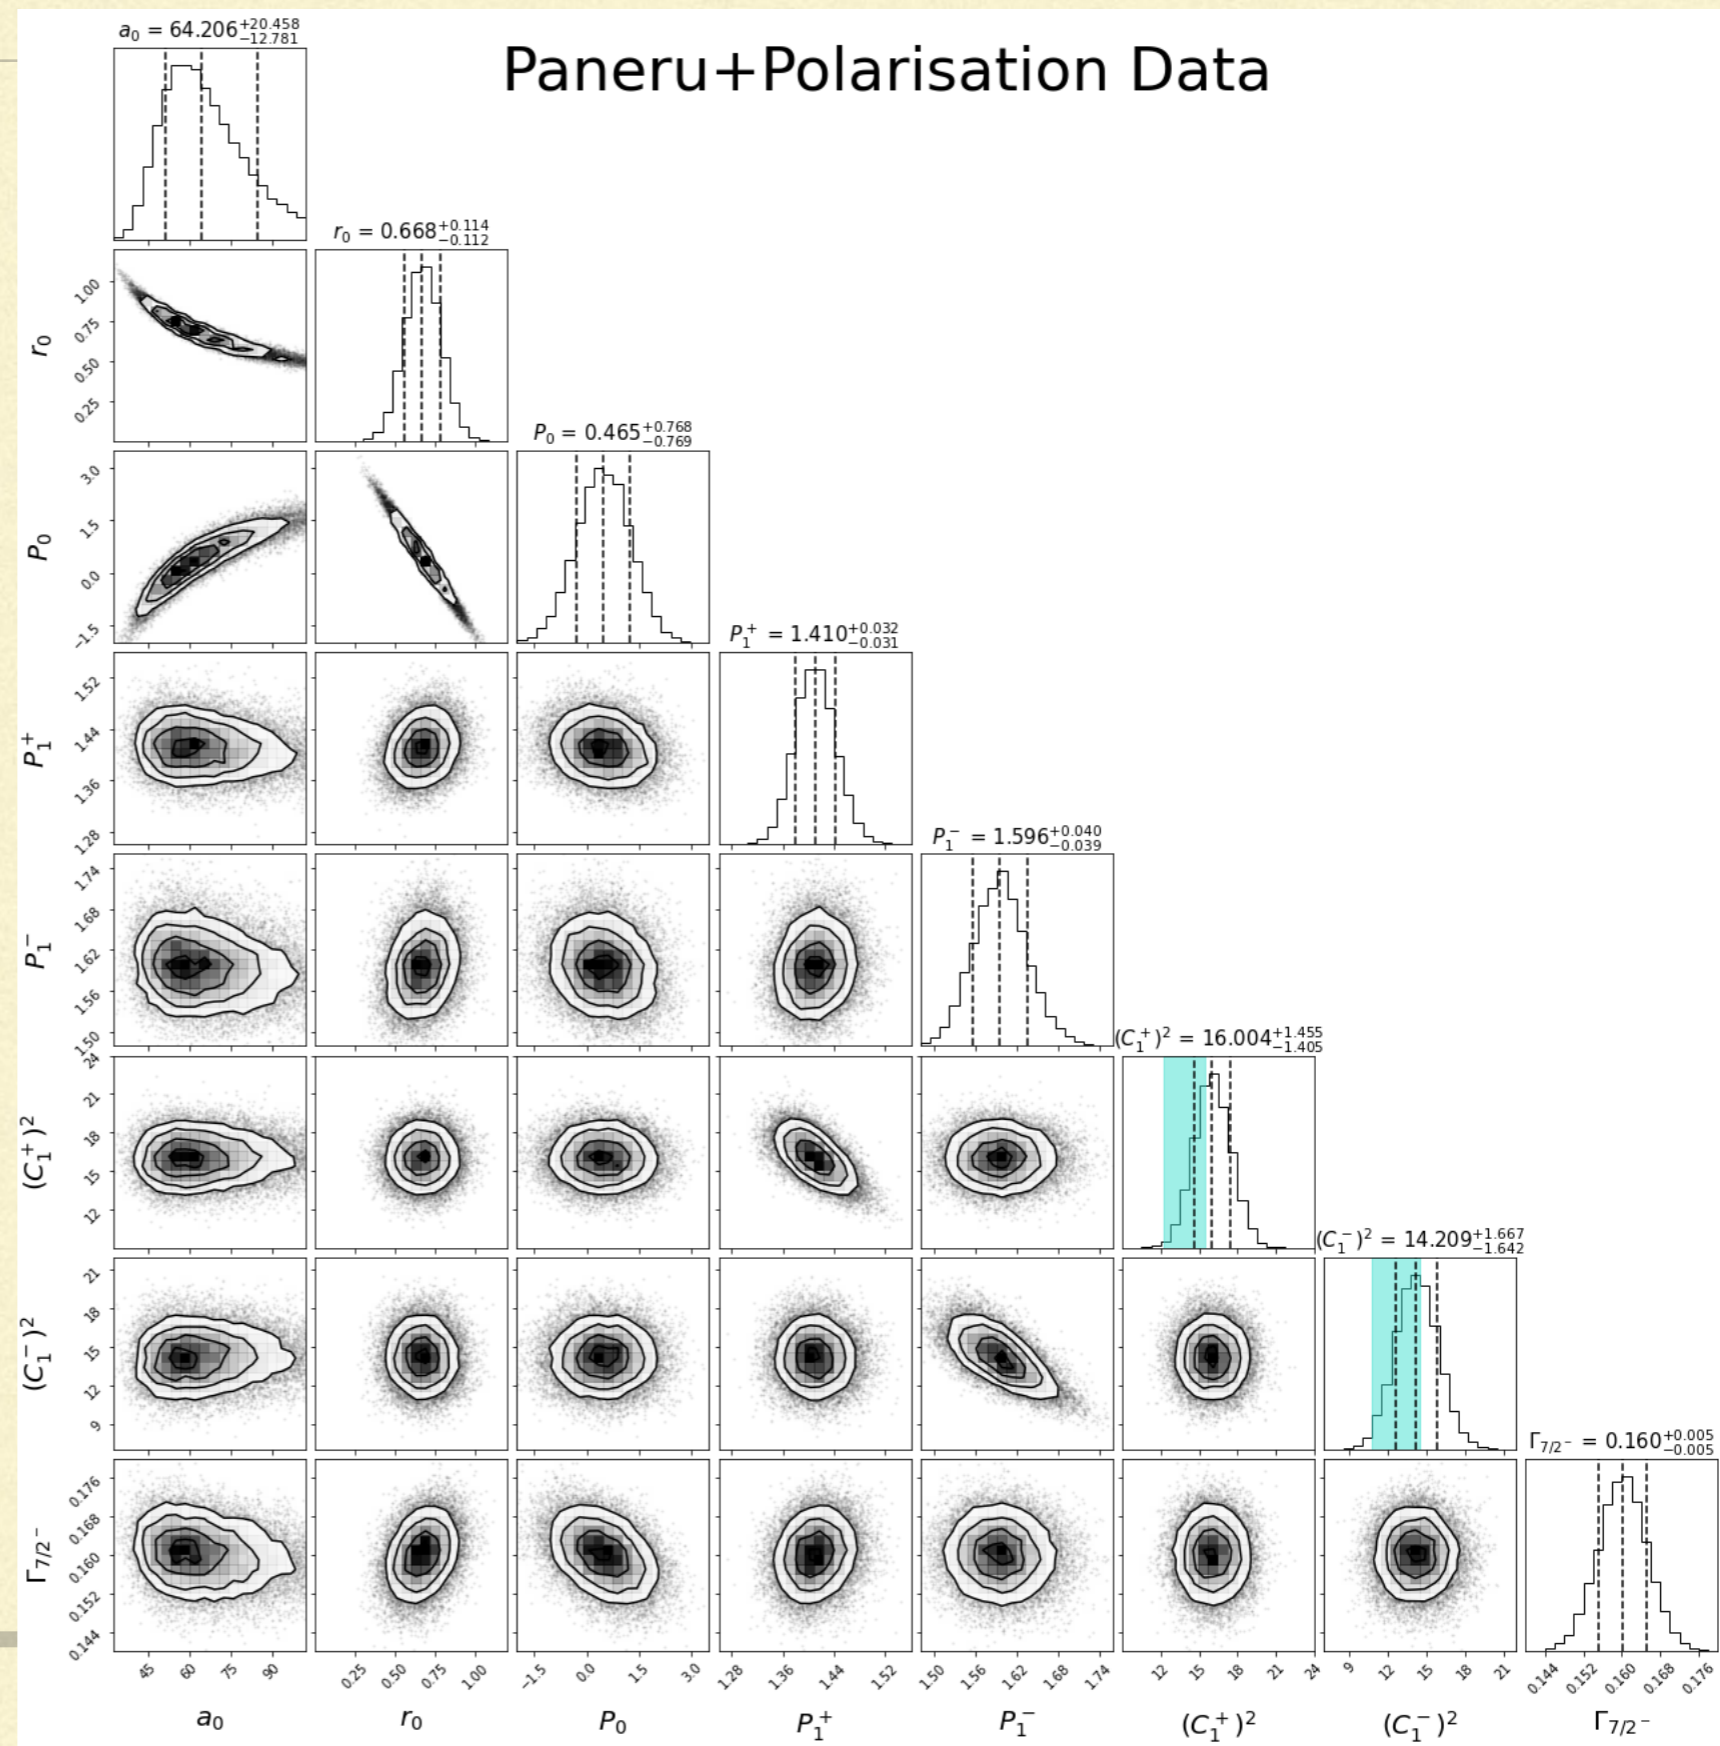 Paneru+Polarisation Data
a₀ = 64.206 +20.458 −12.781
r₀ = 0.668 +0.114 −0.112
r₀
1.00
0.75
0.50
0.25
P₀ = 0.465 +0.768 −0.769
P₀
3.0
1.5
0.0
−1.5
P₁⁺ = 1.410 +0.032 −0.031
P₁⁺
1.52
1.44
1.36
1.28
P₁⁻ = 1.596 +0.040 −0.039
P₁⁻
1.74
1.68
1.62
1.56
1.50
(C₁⁺)² = 16.004 +1.455 −1.405
(C₁⁺)²
24
21
18
15
12
(C₁⁻)² = 14.209 +1.667 −1.642
(C₁⁻)²
21
18
15
12
9
Γ7/2⁻ = 0.160 +0.005 −0.005
Γ7/2⁻
0.176
0.168
0.160
0.152
0.144
45 60 75 90
0.25 0.50 0.75 1.00
−1.5 0.0 1.5 3.0
1.28 1.36 1.44 1.52
1.50 1.56 1.62 1.68 1.74
12 15 18 21 24
9 12 15 18 21
0.144 0.152 0.160 0.168 0.176
a₀ r₀ P₀ P₁⁺ P₁⁻ (C₁⁺)² (C₁⁻)² Γ7/2⁻